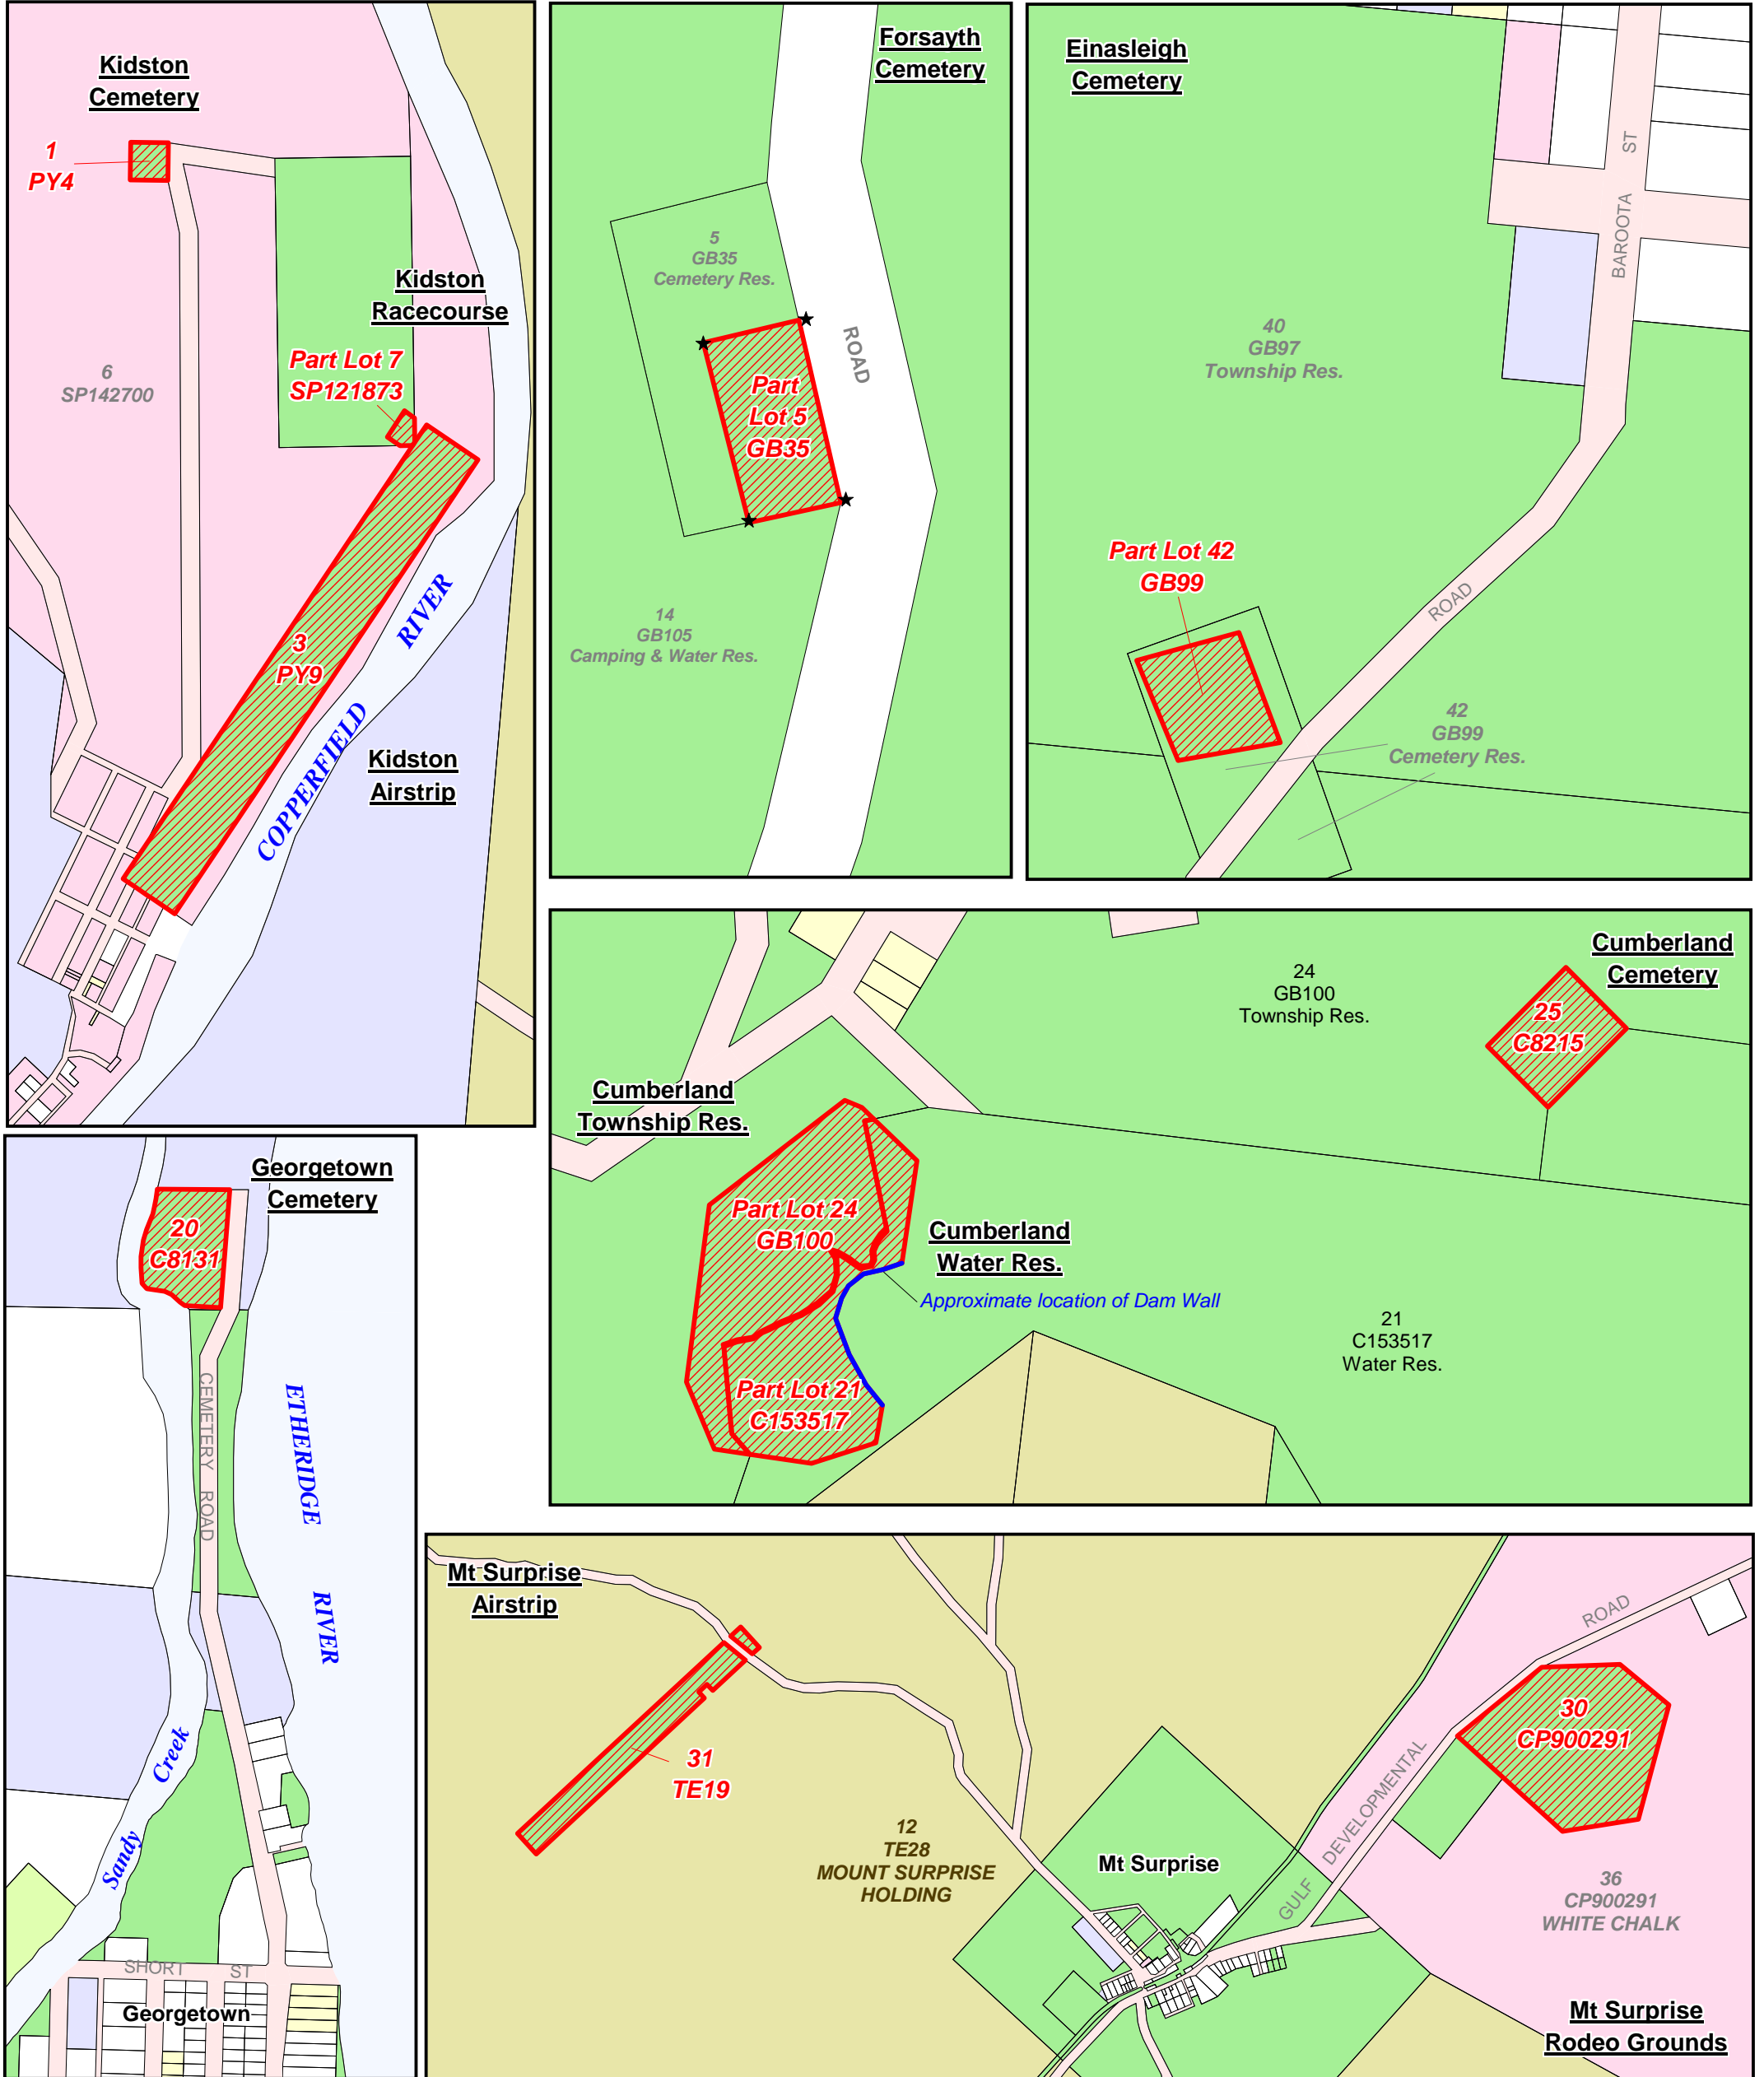 Kidston
Cemetery
1
PY4
6
SP142700
Kidston
Racecourse
Part Lot 7
SP121873
3
PY9
COPPERFIELD
RIVER
Kidston
Airstrip
Forsayth
Cemetery
5
GB35
Cemetery Res.
ROAD
Part
Lot 5
GB35
14
GB105
Camping & Water Res.
Einasleigh
Cemetery
BAROOTA
ST
40
GB97
Township Res.
Part Lot 42
GB99
ROAD
42
GB99
Cemetery Res.
Cumberland
Cemetery
24
GB100
Township Res.
25
C8215
Cumberland
Township Res.
Part Lot 24
GB100
Cumberland
Water Res.
Approximate location of Dam Wall
21
C153517
Water Res.
Part Lot 21
C153517
Georgetown
Cemetery
20
C8131
CEMETERY
ROAD
ETHERIDGE
RIVER
Sandy
Creek
SHORT
ST
Georgetown
Mt Surprise
Airstrip
31
TE19
12
TE28
MOUNT SURPRISE
HOLDING
Mt Surprise
GULF
DEVELOPMENTAL
ROAD
30
CP900291
36
CP900291
WHITE CHALK
Mt Surprise
Rodeo Grounds